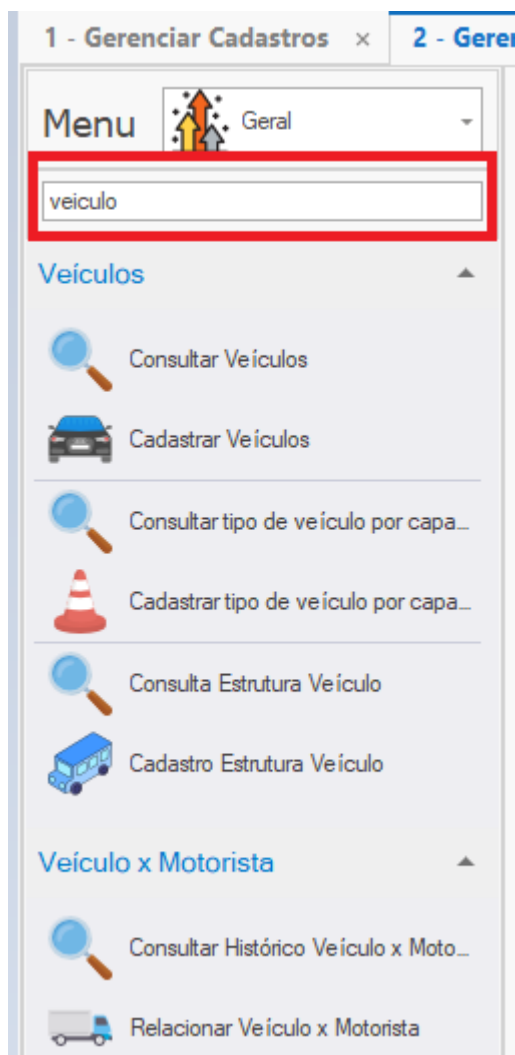 1 - Gerenciar Cadastros × 2 -
Menu Geral
veiculo
Veículos
Consultar Veículos
Cadastrar Veículos
Consultar tipo de veículo por capa...
Cadastrar tipo de veículo por capa...
Consulta Estrutura Veículo
Cadastro Estrutura Veículo
Veículo x Motorista
Consultar Histórico Veículo x Moto...
Relacionar Veículo x Motorista